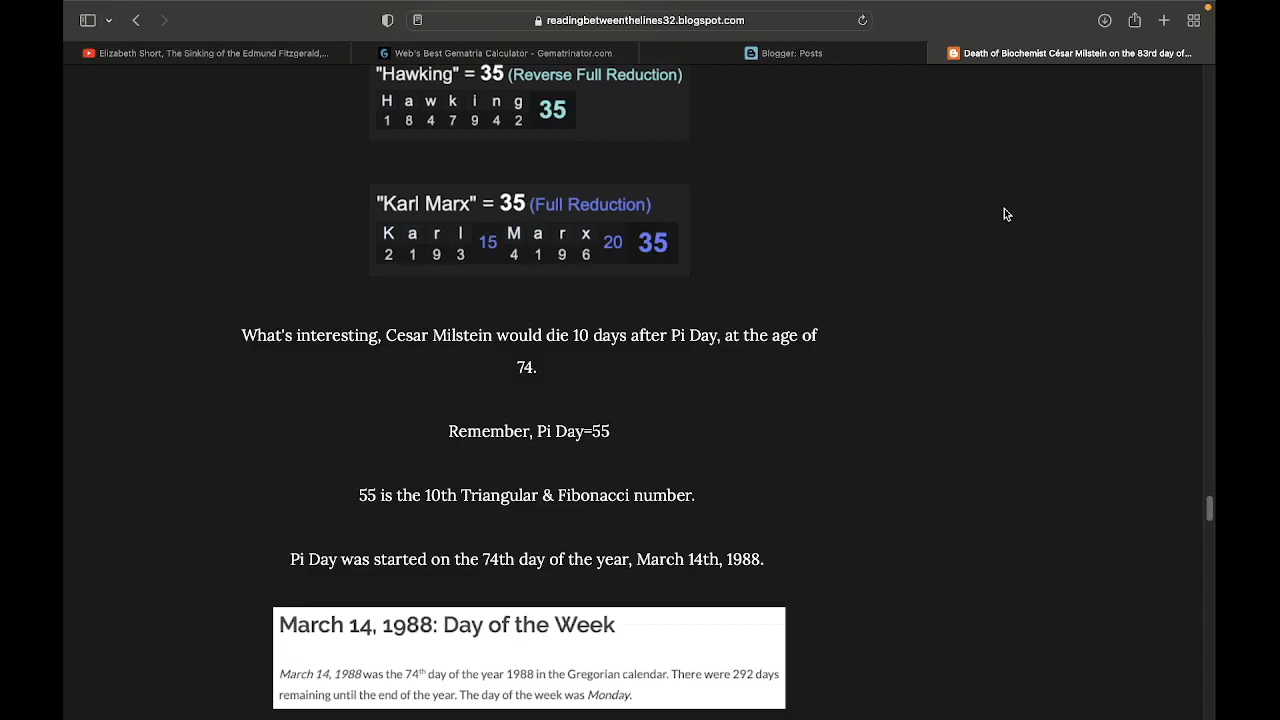 readingbetweenthelines32.blogspot.com
Elizabeth Short, The Sinking of the Edmund Fitzgerald,...
Web's Best Gematria Calculator - Gematrinator.com
Blogger: Posts
Death of Biochemist César Milstein on the 83rd day of...
"Hawking" = 35 (Reverse Full Reduction)
H a w k i n g 35
1 8 4 7 9 4 2
"Karl Marx" = 35 (Full Reduction)
K a r l 15 M a r x 20 35
2 1 9 3 4 1 9 6
What's interesting, Cesar Milstein would die 10 days after Pi Day, at the age of
74.
Remember, Pi Day=55
55 is the 10th Triangular & Fibonacci number.
Pi Day was started on the 74th day of the year, March 14th, 1988.
March 14, 1988: Day of the Week
March 14, 1988 was the 74th day of the year 1988 in the Gregorian calendar. There were 292 days
remaining until the end of the year. The day of the week was Monday.